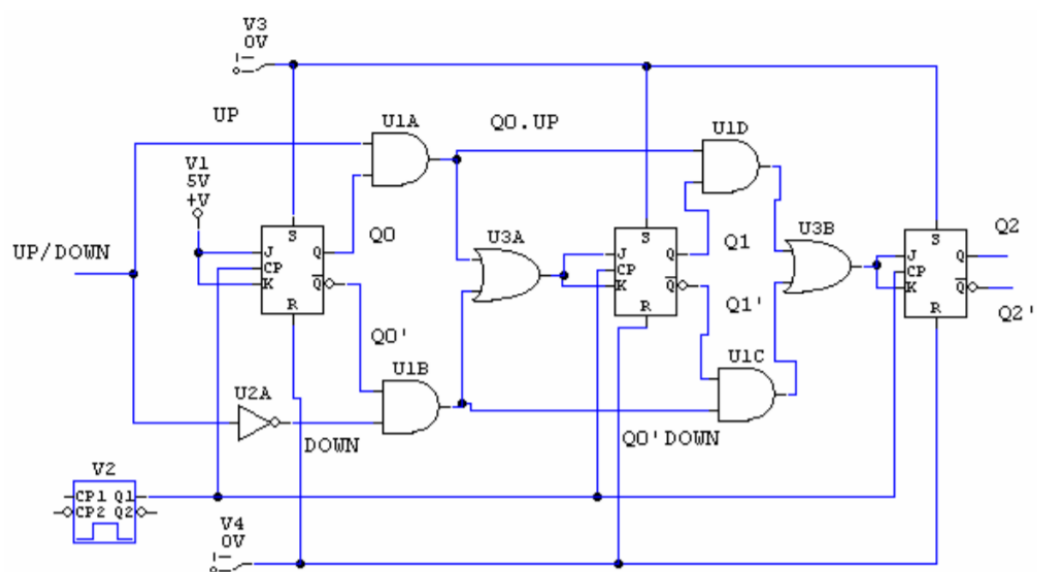 V3
0V
UP
U1A
Q0.UP
U1D
V1
5V
+V
S
J
CP
K
R
Q
Q
Q0
U3A
S
J
CP
K
R
Q
Q
Q1
U3B
S
J
CP
K
R
Q
Q
Q2
UP/DOWN
Q0'
U1B
Q1'
U1C
Q2'
U2A
DOWN
Q0'DOWN
V2
CP1 Q1
CP2 Q2
V4
0V